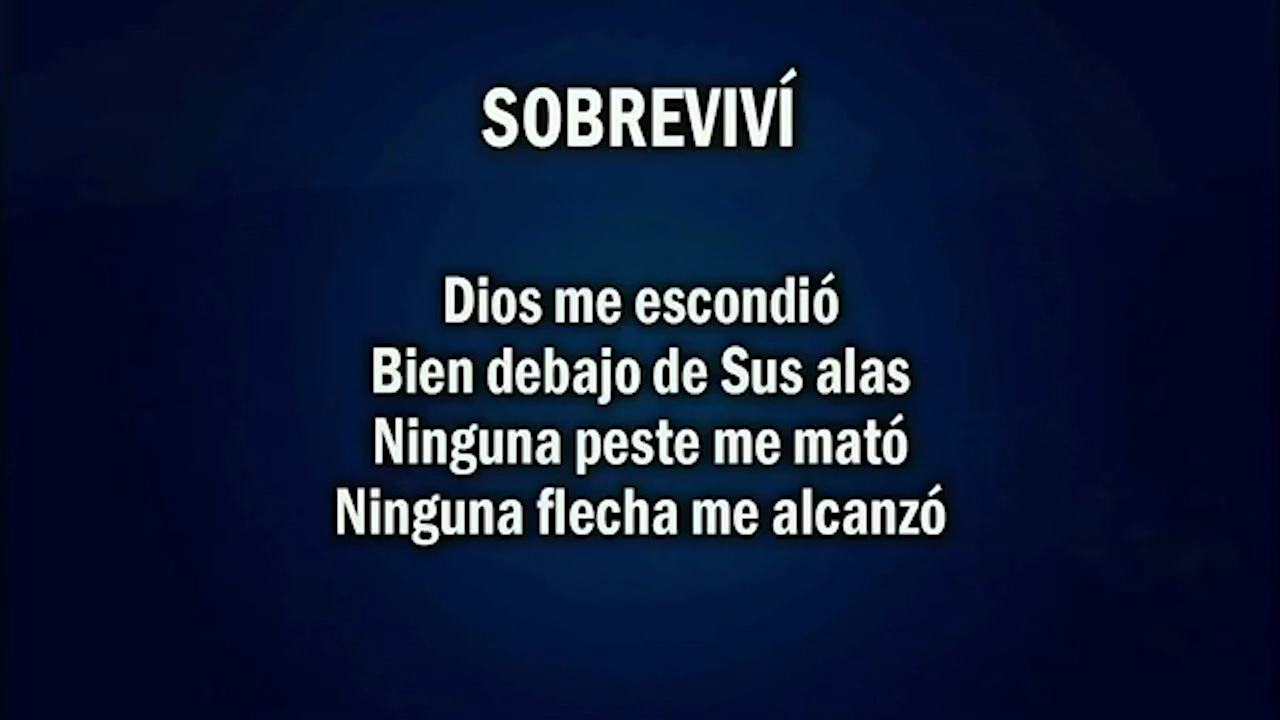 SOBREVIVÍ
Dios me escondió
Bien debajo de Sus alas
Ninguna peste me mató
Ninguna flecha me alcanzó